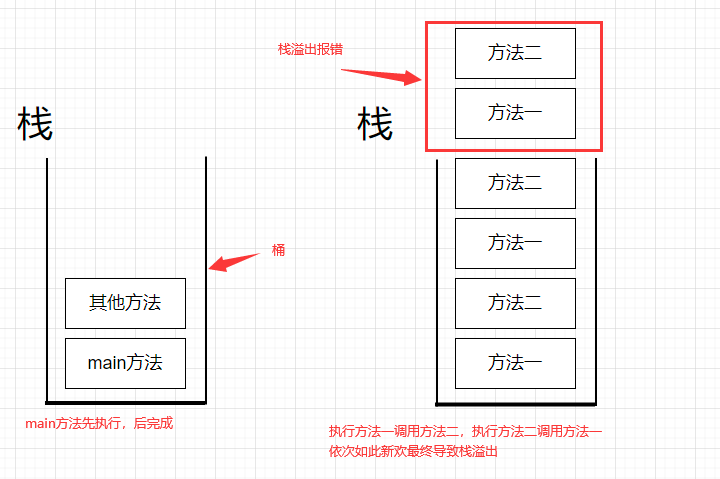 栈溢出报错
方法二
方法一
栈
栈
方法二
方法一
桶
其他方法
方法二
main方法
方法一
main方法先执行，后完成
执行方法一调用方法二，执行方法二调用方法一
依次如此新欢最终导致栈溢出